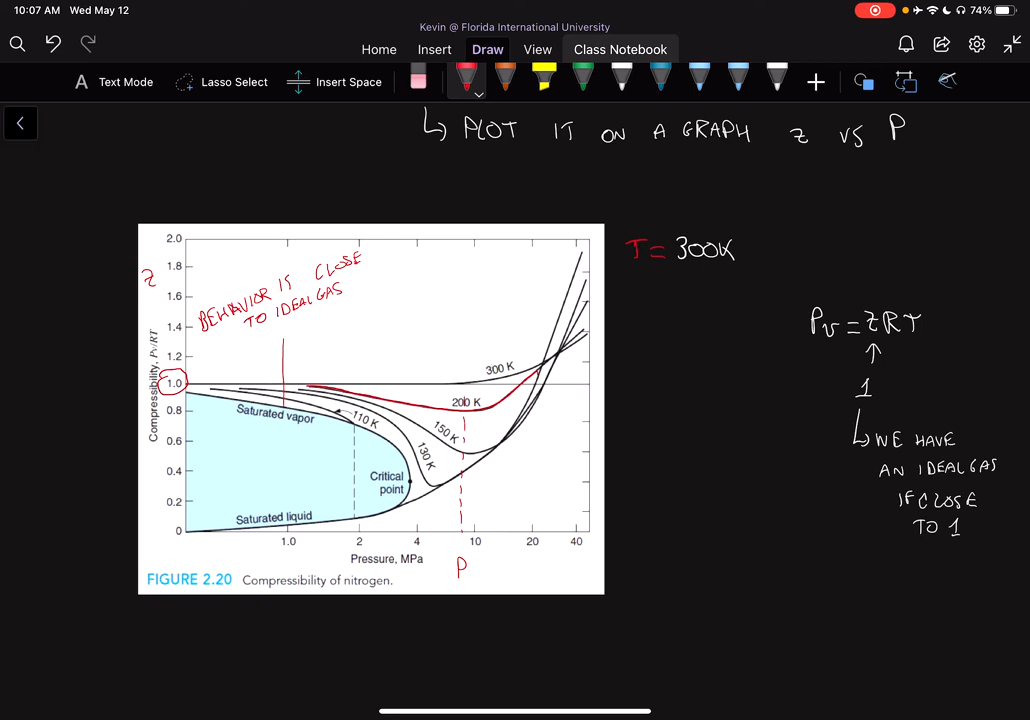 10:07 AM Wed May 12
74%
Kevin @ Florida International University
Home Insert Draw View Class Notebook
Text Mode Lasso Select Insert Space
PLOT IT ON A GRAPH z vs P
2.0
1.8
1.6
1.4
1.2
1.0
0.8
0.6
0.4
0.2
0
Compressibility, Pv/RT
z
BEHAVIOR IS CLOSE
TO IDEAL GAS
300 K
200 K
150 K
130 K
110 K
Saturated vapor
Critical
point
Saturated liquid
1.0 2 4 10 20 40
Pressure, MPa
P
FIGURE 2.20 Compressibility of nitrogen.
T = 300K
Pv = ZRT
1
WE HAVE
AN IDEAL GAS
IF CLOSE
TO 1